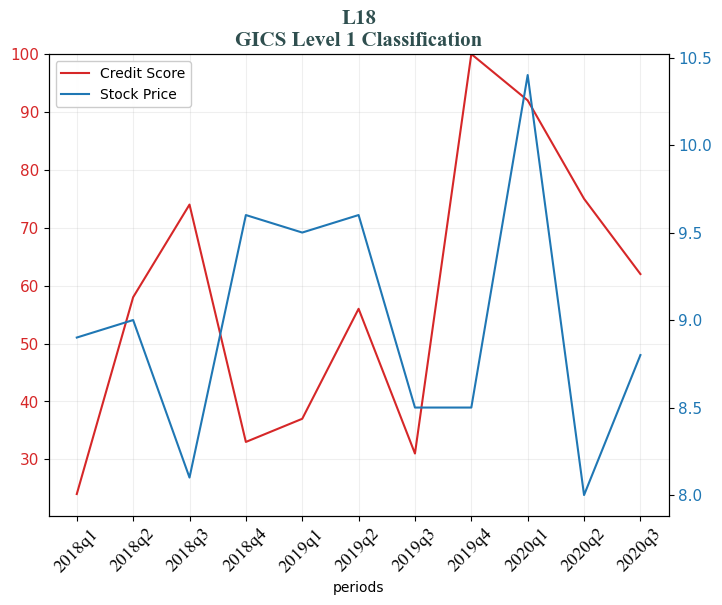 L18
GICS Level 1 Classification
Credit Score
Stock Price
100
90
80
70
60
50
40
30
10.5
10.0
9.5
9.0
8.5
8.0
2018q1
2018q2
2018q3
2018q4
2019q1
2019q2
2019q3
2019q4
2020q1
2020q2
2020q3
periods